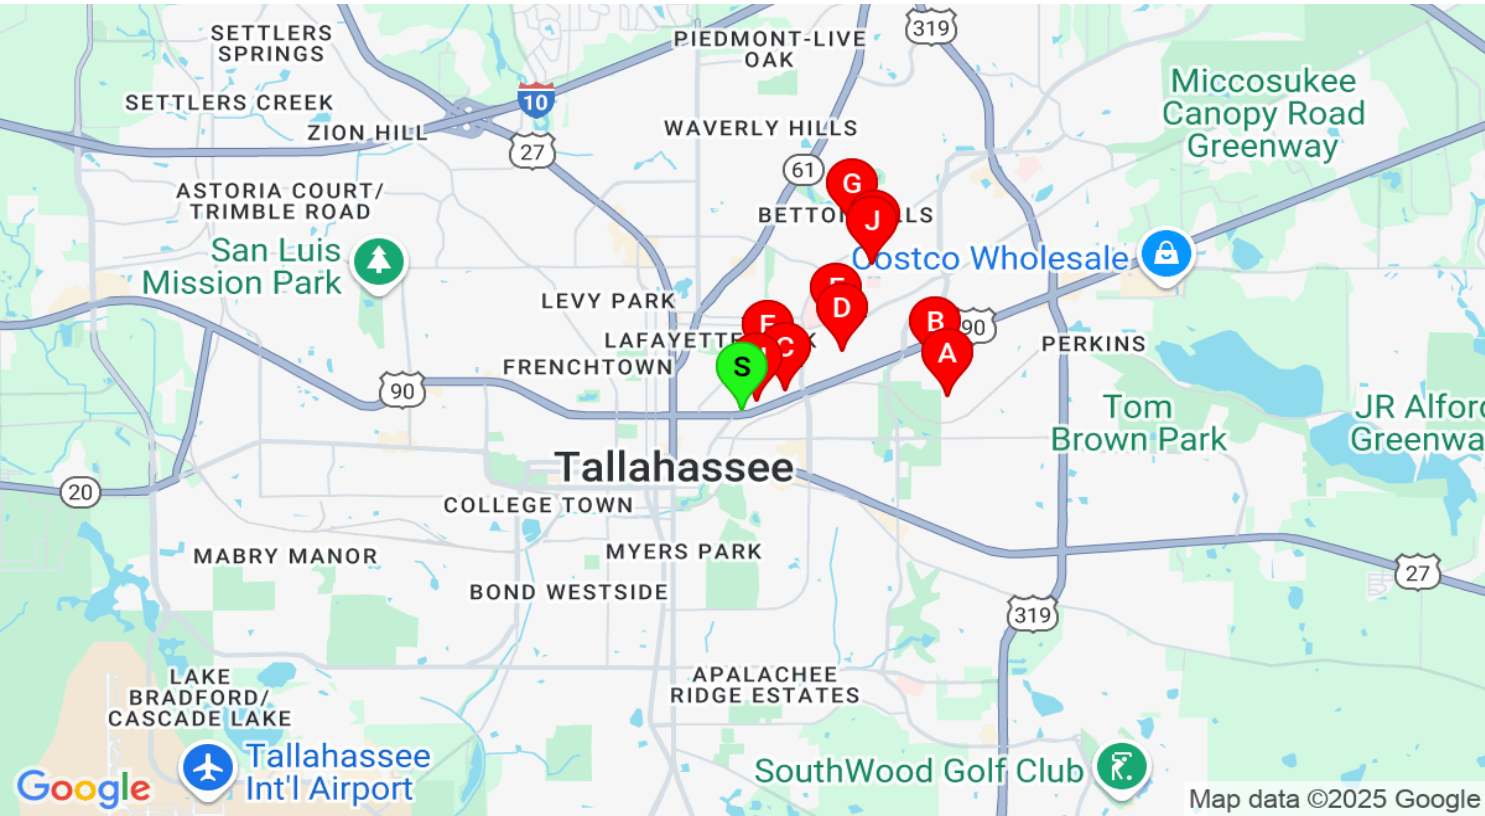 SETTLERS
SPRINGS
PIEDMONT-LIVE
OAK
319
Miccosukee
Canopy Road
Greenway
SETTLERS CREEK
10
ZION HILL
WAVERLY HILLS
27
61
ASTORIA COURT/
TRIMBLE ROAD
G
J
San Luis
Mission Park
Costco Wholesale
LEVY PARK
D
B
90
LAFAYETTE
C
PERKINS
A
FRENCHTOWN
S
90
Tom
Brown Park
JR Alford
Greenwa
Tallahassee
20
COLLEGE TOWN
MABRY MANOR
MYERS PARK
27
BOND WESTSIDE
319
LAKE
BRADFORD/
CASCADE LAKE
APALACHEE
RIDGE ESTATES
Tallahassee
Int'l Airport
SouthWood Golf Club
Google
Map data ©2025 Google